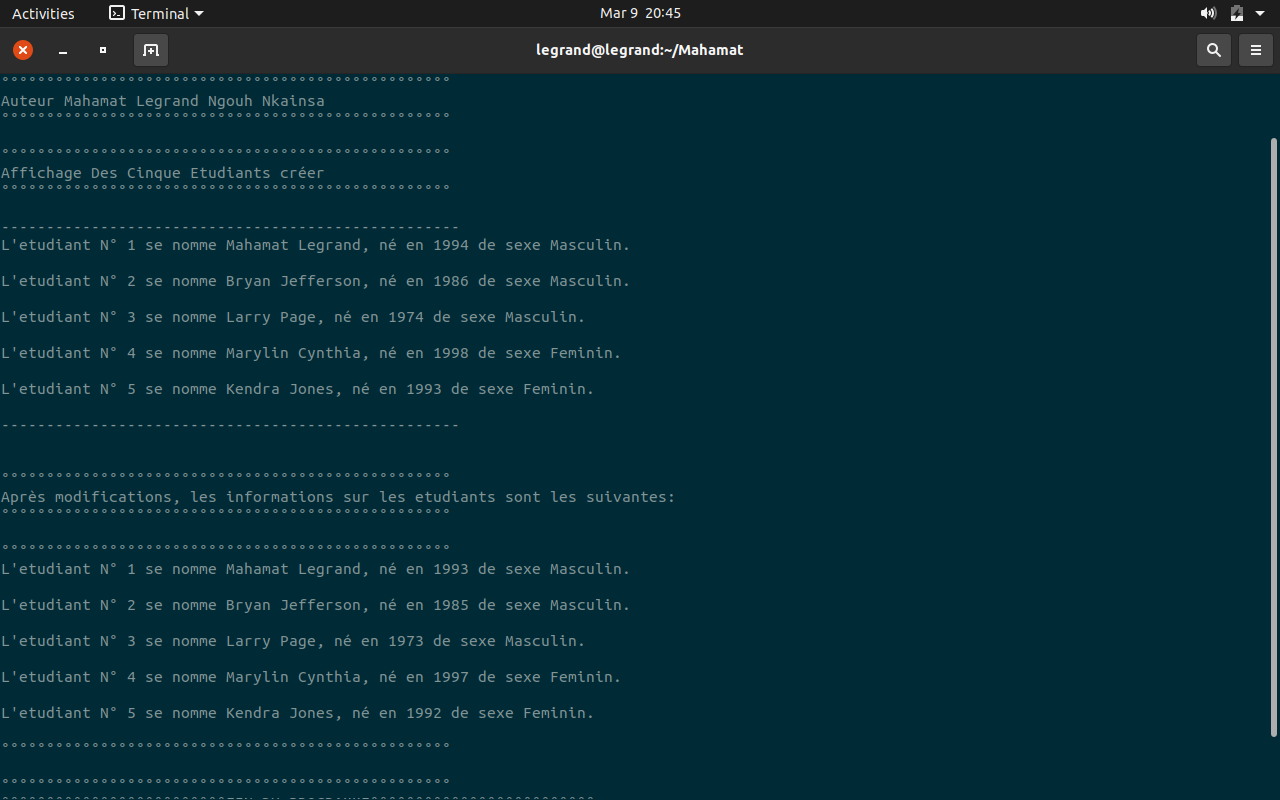 Activities Terminal Mar 9 20:45
legrand@legrand:~/Mahamat
°°°°°°°°°°°°°°°°°°°°°°°°°°°°°°°°°°°°°°°°°°°°°°°°°°
Auteur Mahamat Legrand Ngouh Nkainsa
°°°°°°°°°°°°°°°°°°°°°°°°°°°°°°°°°°°°°°°°°°°°°°°°°°
°°°°°°°°°°°°°°°°°°°°°°°°°°°°°°°°°°°°°°°°°°°°°°°°°°
Affichage Des Cinque Etudiants créer
°°°°°°°°°°°°°°°°°°°°°°°°°°°°°°°°°°°°°°°°°°°°°°°°°°
---------------------------------------------------
L'etudiant N° 1 se nomme Mahamat Legrand, né en 1994 de sexe Masculin.
L'etudiant N° 2 se nomme Bryan Jefferson, né en 1986 de sexe Masculin.
L'etudiant N° 3 se nomme Larry Page, né en 1974 de sexe Masculin.
L'etudiant N° 4 se nomme Marylin Cynthia, né en 1998 de sexe Feminin.
L'etudiant N° 5 se nomme Kendra Jones, né en 1993 de sexe Feminin.
---------------------------------------------------
°°°°°°°°°°°°°°°°°°°°°°°°°°°°°°°°°°°°°°°°°°°°°°°°°°
Après modifications, les informations sur les etudiants sont les suivantes:
°°°°°°°°°°°°°°°°°°°°°°°°°°°°°°°°°°°°°°°°°°°°°°°°°°
°°°°°°°°°°°°°°°°°°°°°°°°°°°°°°°°°°°°°°°°°°°°°°°°°°
L'etudiant N° 1 se nomme Mahamat Legrand, né en 1993 de sexe Masculin.
L'etudiant N° 2 se nomme Bryan Jefferson, né en 1985 de sexe Masculin.
L'etudiant N° 3 se nomme Larry Page, né en 1973 de sexe Masculin.
L'etudiant N° 4 se nomme Marylin Cynthia, né en 1997 de sexe Feminin.
L'etudiant N° 5 se nomme Kendra Jones, né en 1992 de sexe Feminin.
°°°°°°°°°°°°°°°°°°°°°°°°°°°°°°°°°°°°°°°°°°°°°°°°°°
°°°°°°°°°°°°°°°°°°°°°°°°°°°°°°°°°°°°°°°°°°°°°°°°°°